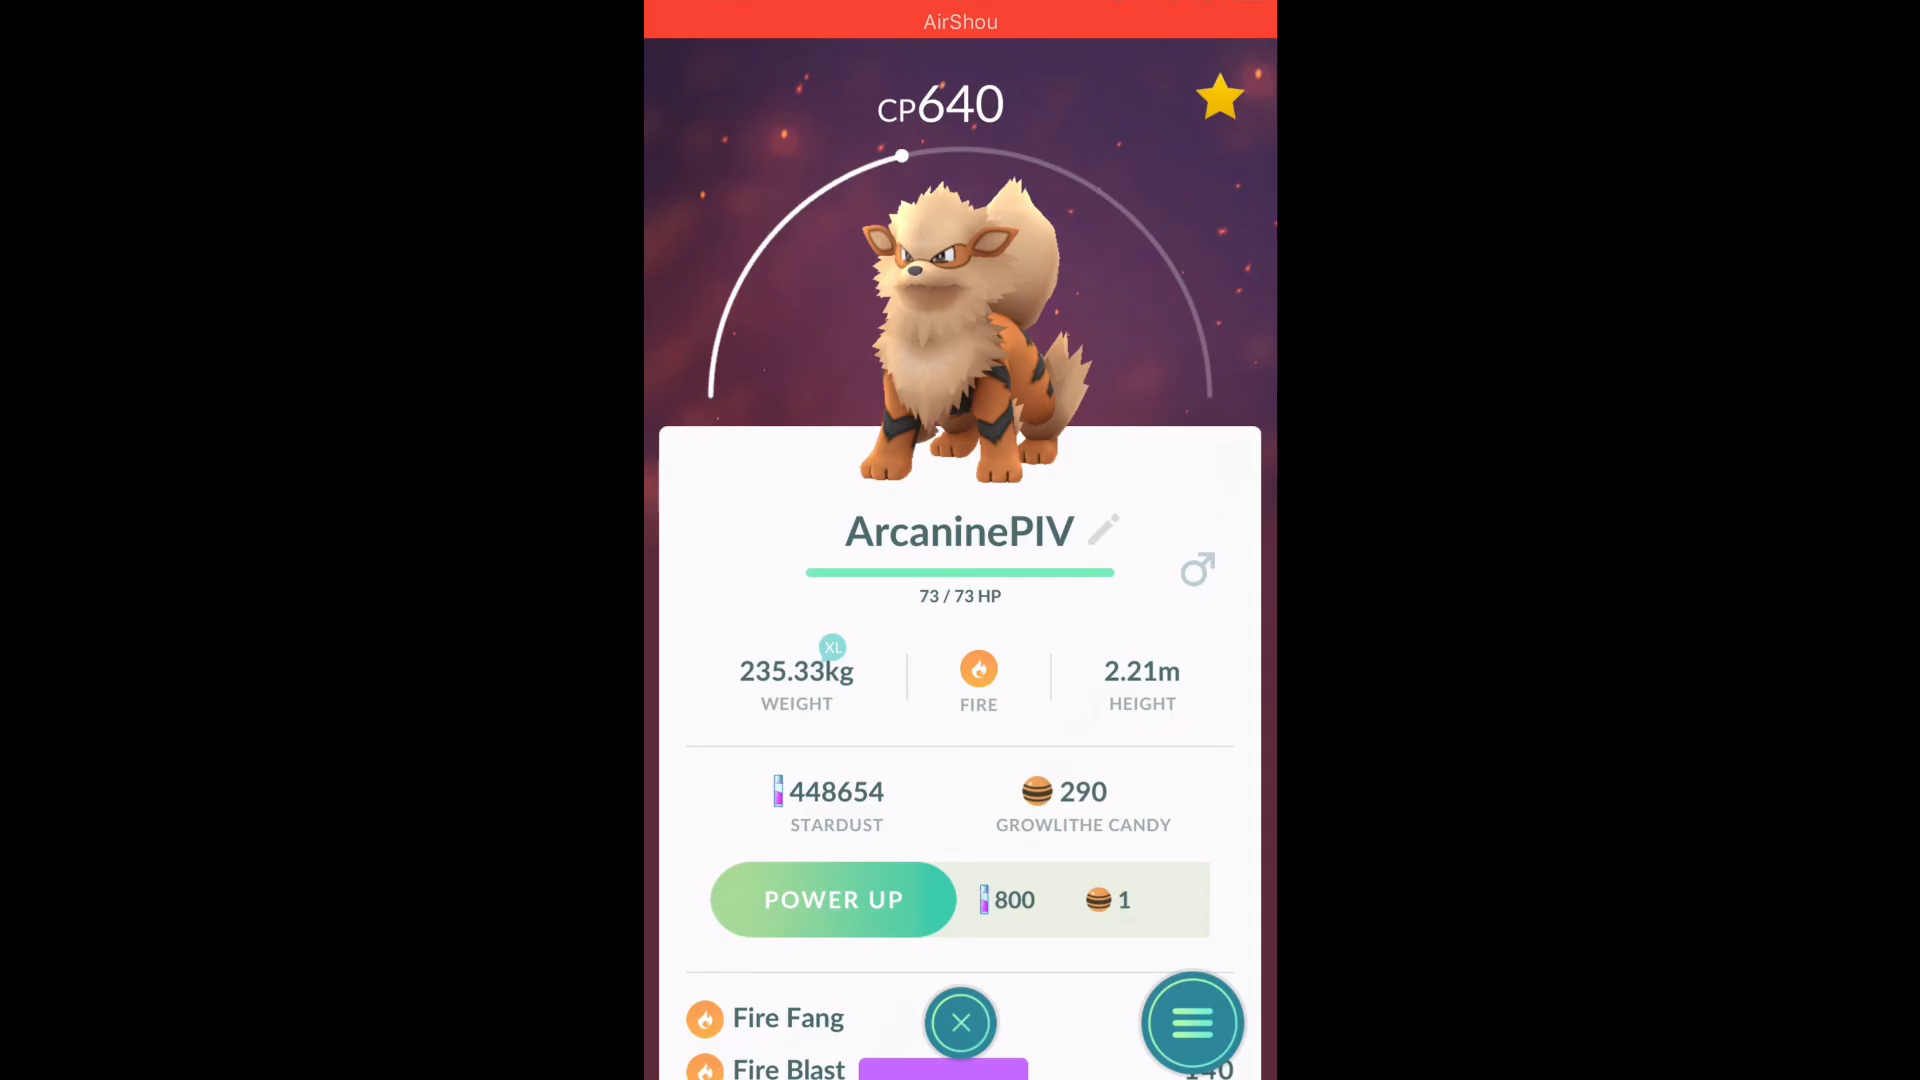 AirShou
CP640
ArcaninePIV
73 / 73 HP
XL
235.33kg
WEIGHT
FIRE
2.21m
HEIGHT
448654
STARDUST
290
GROWLITHE CANDY
POWER UP
800
1
Fire Fang
Fire Blast
140